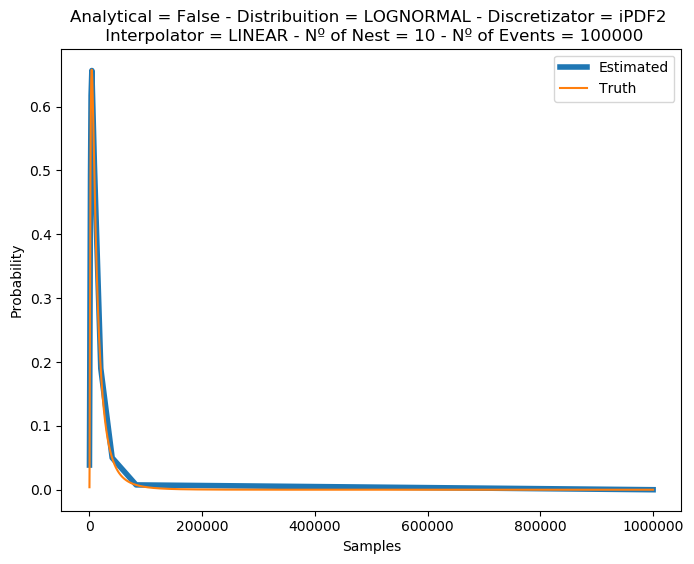 Analytical = False - Distribuition = LOGNORMAL - Discretizator = iPDF2
Interpolator = LINEAR - Nº of Nest = 10 - Nº of Events = 100000
Estimated
Truth
0.6
0.5
0.4
0.3
0.2
0.1
0.0
Probability
0 200000 400000 600000 800000 1000000
Samples